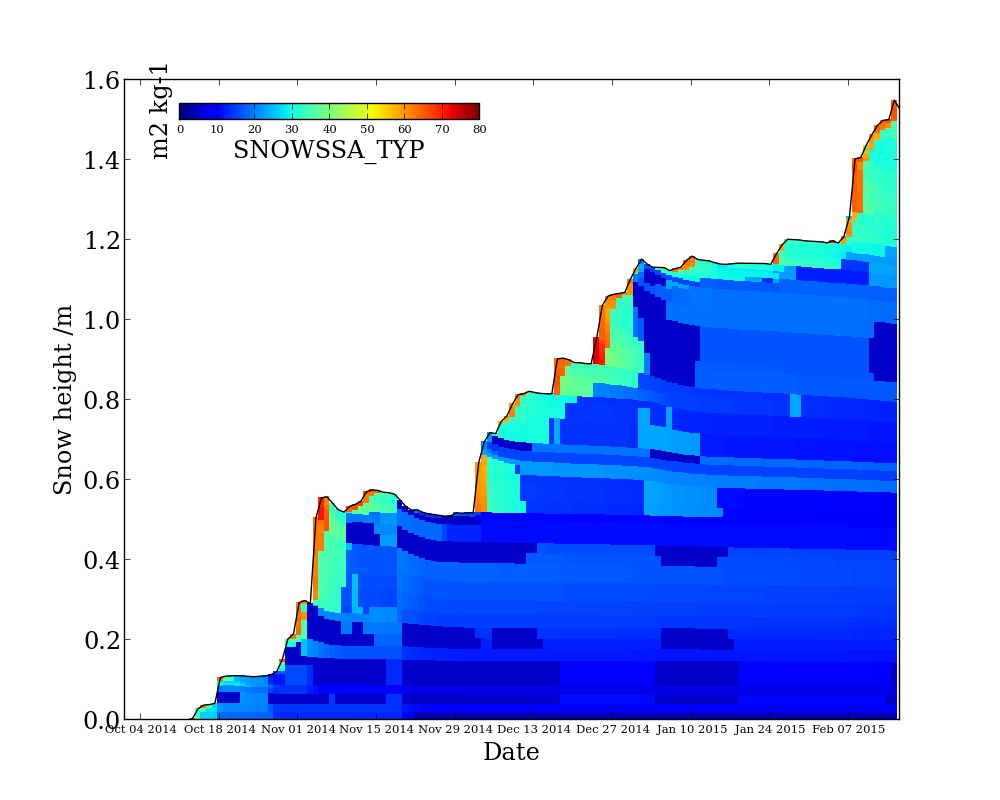 m2 kg-1
0 10 20 30 40 50 60 70 80
SNOWSSA_TYP
Snow height /m
1.6
1.4
1.2
1.0
0.8
0.6
0.4
0.2
0.0
Oct 04 2014 Oct 18 2014 Nov 01 2014 Nov 15 2014 Nov 29 2014 Dec 13 2014 Dec 27 2014 Jan 10 2015 Jan 24 2015 Feb 07 2015
Date